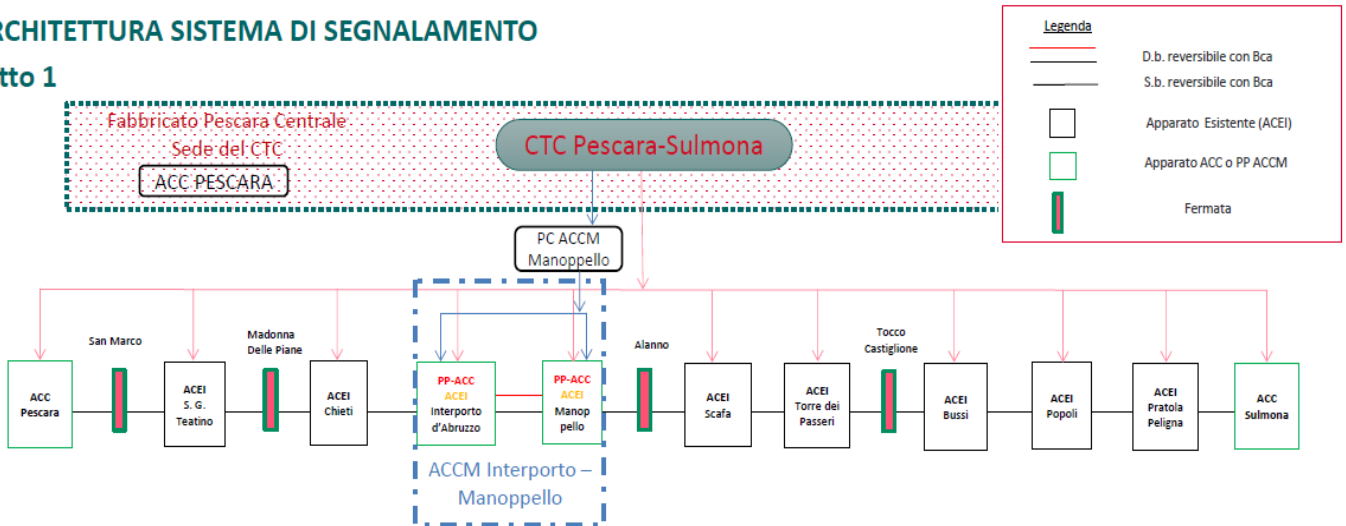 RCHITETTURA SISTEMA DI SEGNALAMENTO
tto 1
Legenda
D.b. reversibile con Bca
S.b. reversibile con Bca
Apparato Esistente (ACEI)
Apparato ACC o PP ACCM
Fermata
Fabbricato Pescara Centrale
Sede del CTC
ACC PESCARA
CTC Pescara-Sulmona
PC ACCM
Manoppello
San Marco
Madonna
Delle Piane
Alanno
Tocco
Castiglione
ACC
Pescara
ACEI
S. G.
Teatino
ACEI
Chieti
PP-ACC
ACEI
Interporto
d'Abruzzo
PP-ACC
ACEI
Manop
pello
ACEI
Scafa
ACEI
Torre dei
Passeri
ACEI
Bussi
ACEI
Popoli
ACEI
Pratola
Peligna
ACC
Sulmona
ACCM Interporto –
Manoppello